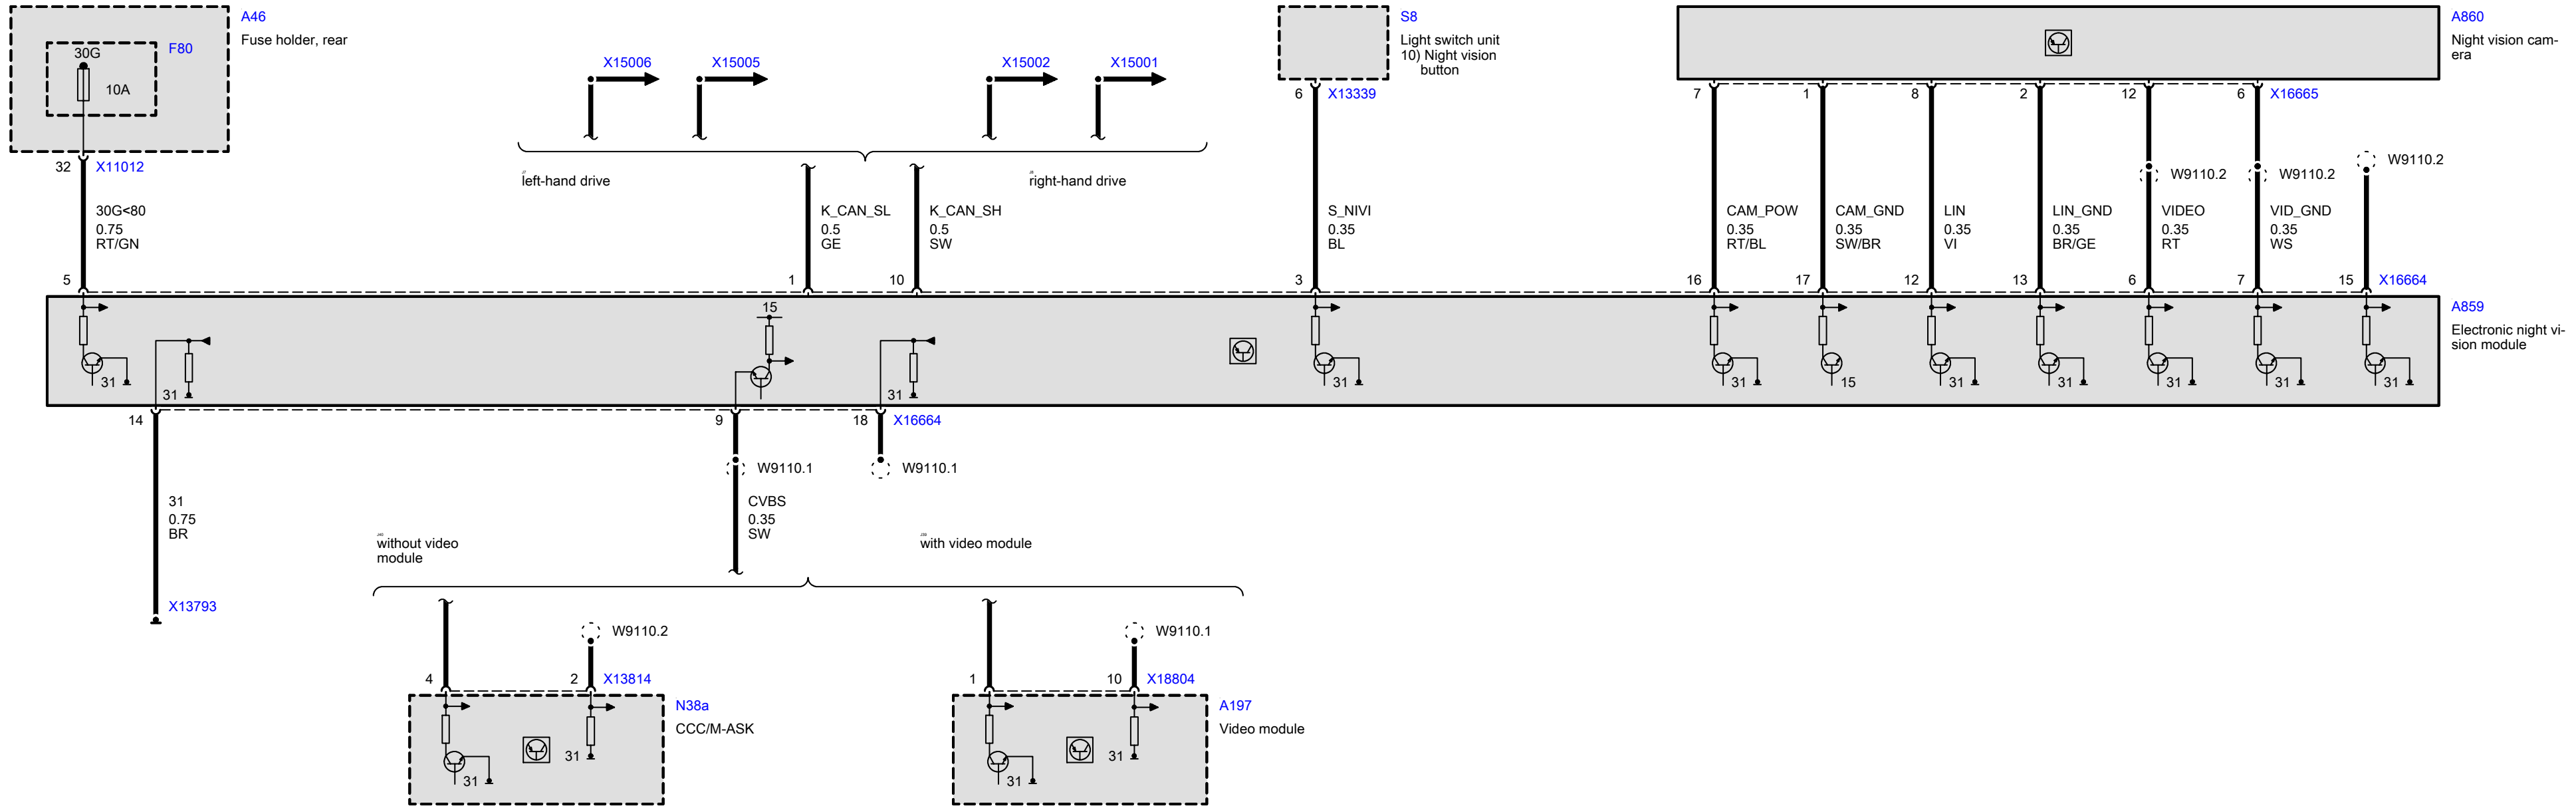 A46
Fuse holder, rear
F80
30G
10A
32
X11012
30G<80
0.75
RT/GN
5
X15006
X15005
X15002
X15001
left-hand drive
right-hand drive
K_CAN_SL
0.5
GE
1
K_CAN_SH
0.5
SW
10
S8
Light switch unit
10) Night vision
button
6
X13339
S_NIVI
0.35
BL
3
A860
Night vision cam-
era
7
1
8
2
12
6
X16665
W9110.2
W9110.2
W9110.2
CAM_POW
0.35
RT/BL
CAM_GND
0.35
SW/BR
LIN
0.35
VI
LIN_GND
0.35
BR/GE
VIDEO
0.35
RT
VID_GND
0.35
WS
16
17
12
13
6
7
15
X16664
A859
Electronic night vi-
sion module
31
31
15
31
31
31
15
31
31
31
31
31
14
9
18
X16664
W9110.1
W9110.1
31
0.75
BR
CVBS
0.35
SW
X13793
without video
module
with video module
W9110.2
W9110.1
4
2
X13814
1
10
X18804
N38a
CCC/M-ASK
31
31
A197
Video module
31
31